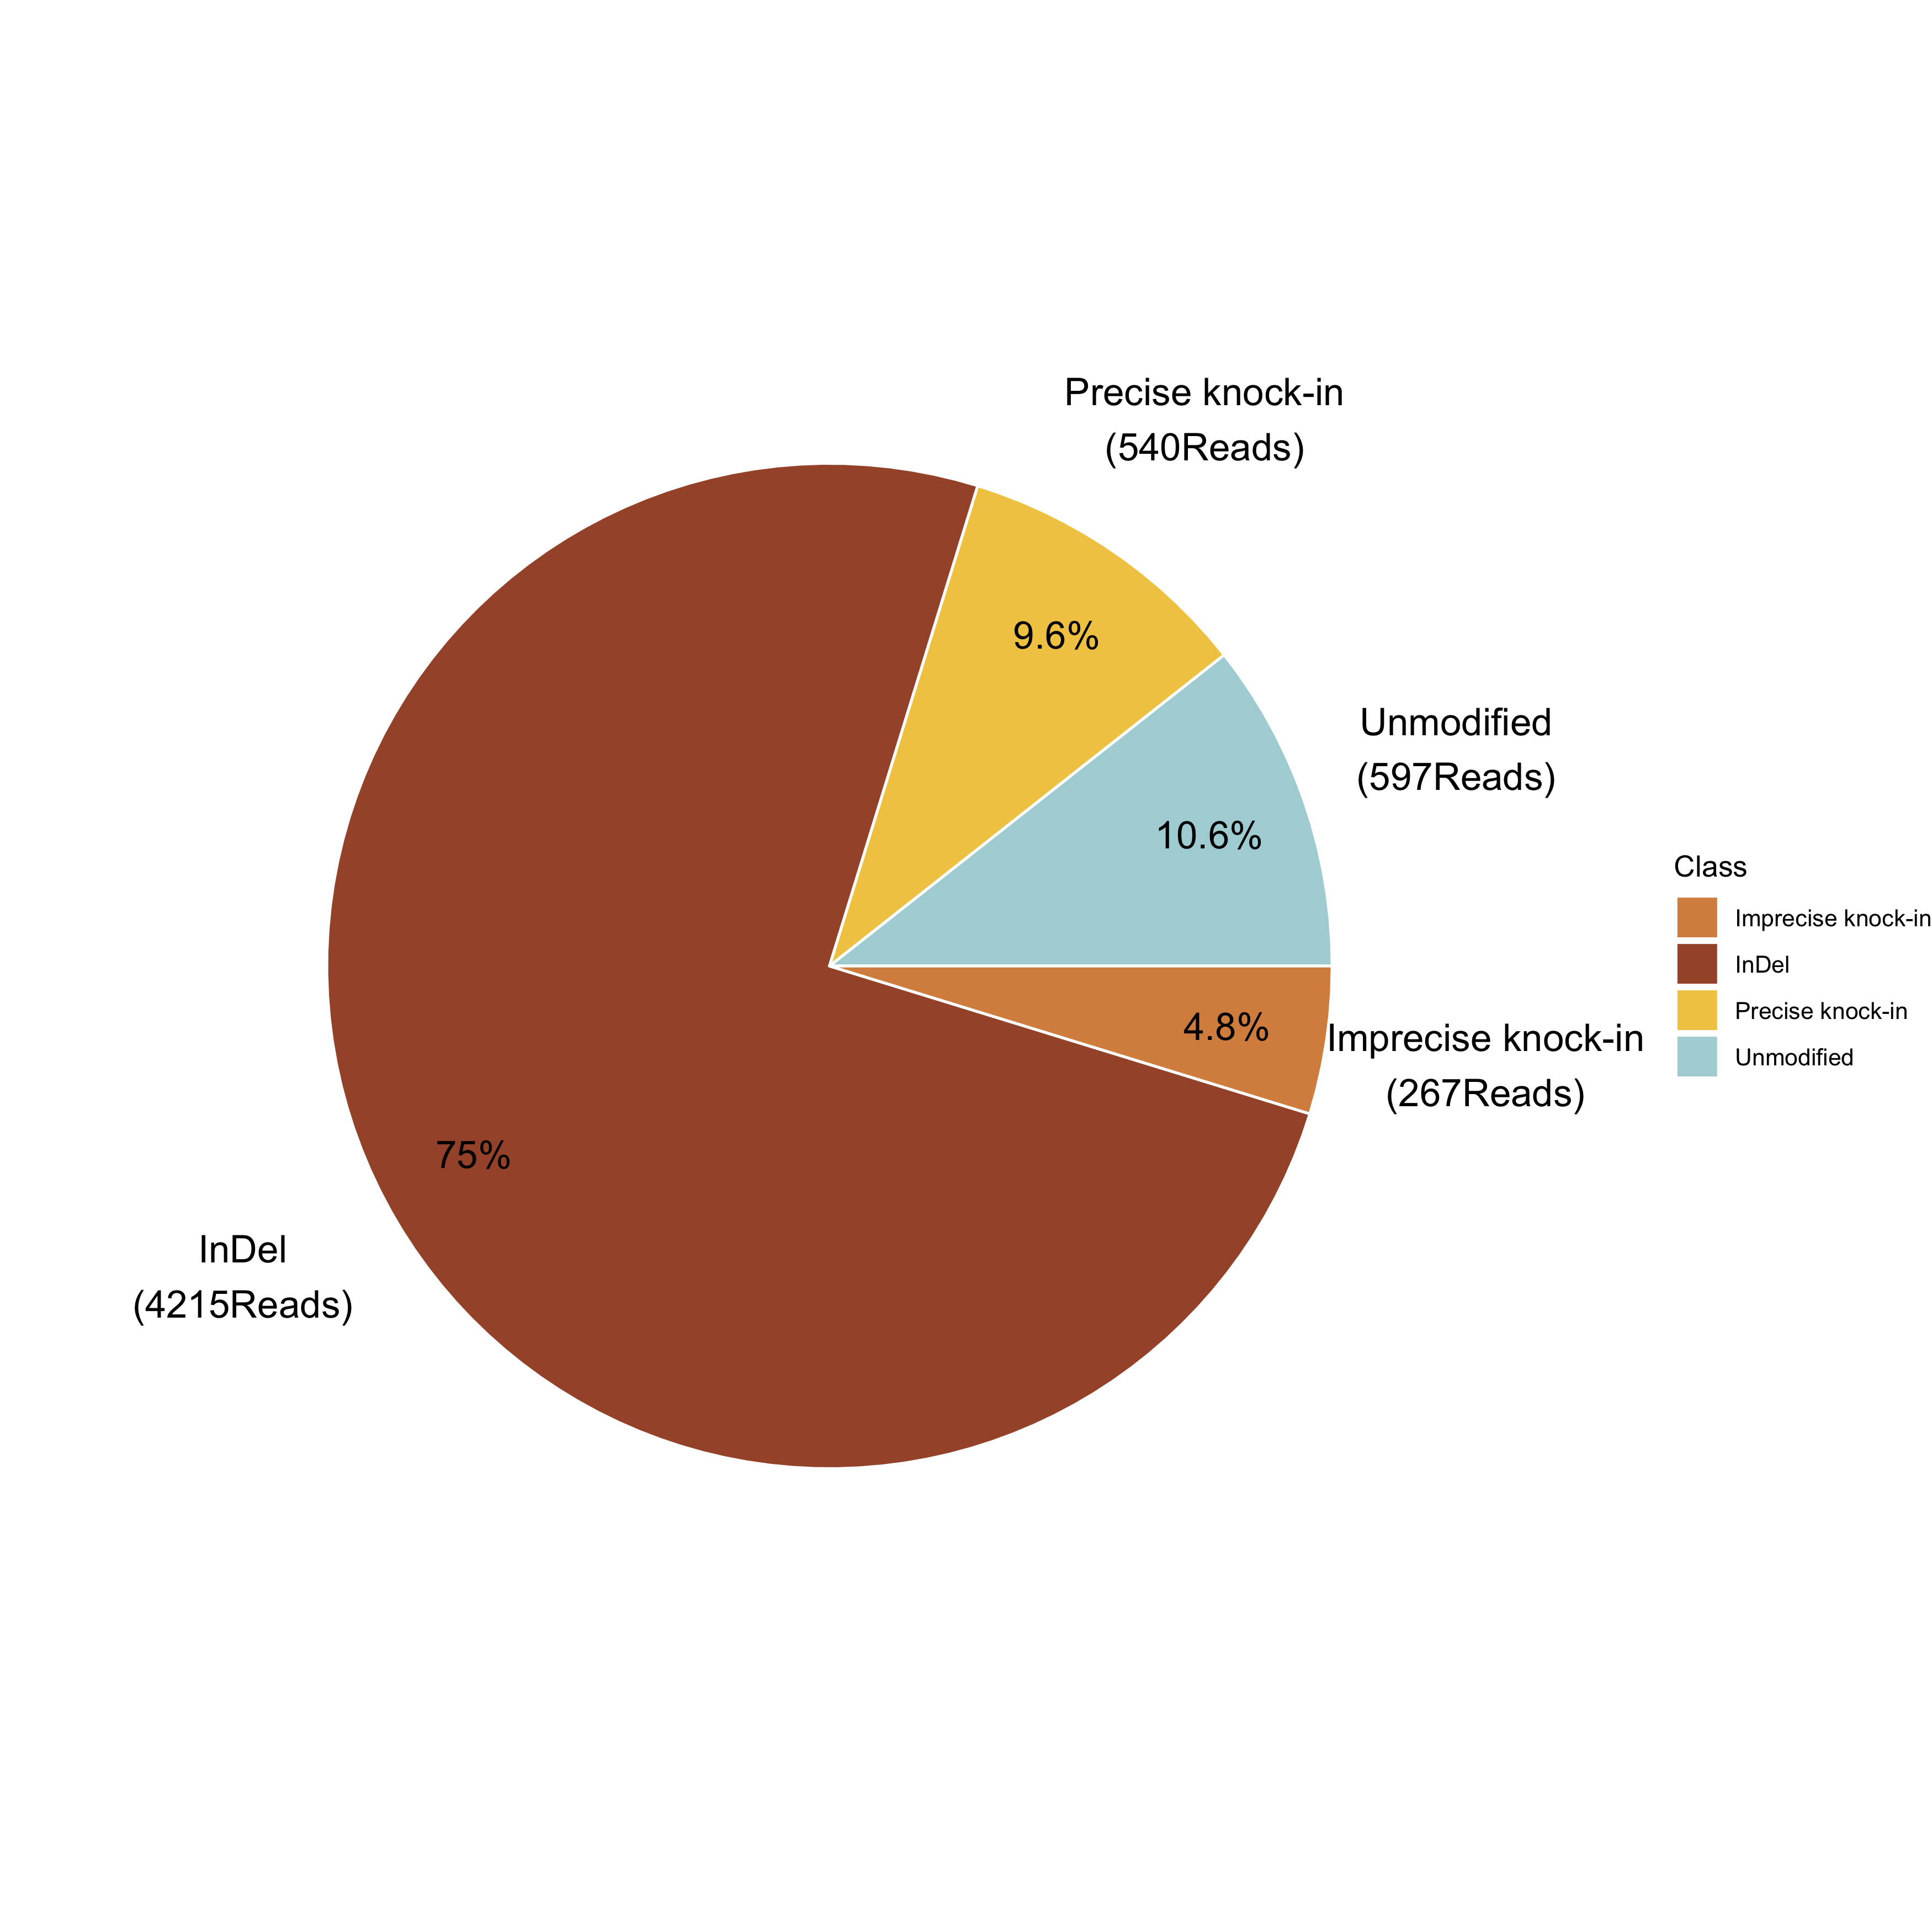 Precise knock-in
(540Reads)
9.6%
Unmodified
(597Reads)
10.6%
Class
Imprecise knock-in
InDel
Precise knock-in
Unmodified
4.8%
Imprecise knock-in
(267Reads)
75%
InDel
(4215Reads)